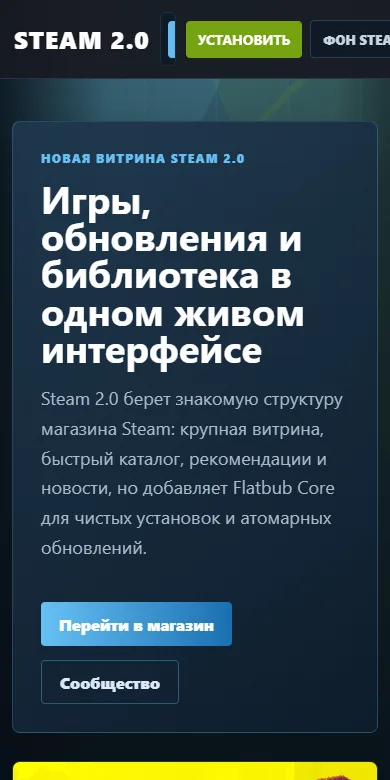 STEAM 2.0
УСТАНОВИТЬ
ФОН STEA
НОВАЯ ВИТРИНА STEAM 2.0
Игры,
обновления и
библиотека в
одном живом
интерфейсе
Steam 2.0 берет знакомую структуру
магазина Steam: крупная витрина,
быстрый каталог, рекомендации и
новости, но добавляет Flatbub Core
для чистых установок и атомарных
обновлений.
Перейти в магазин
Сообщество